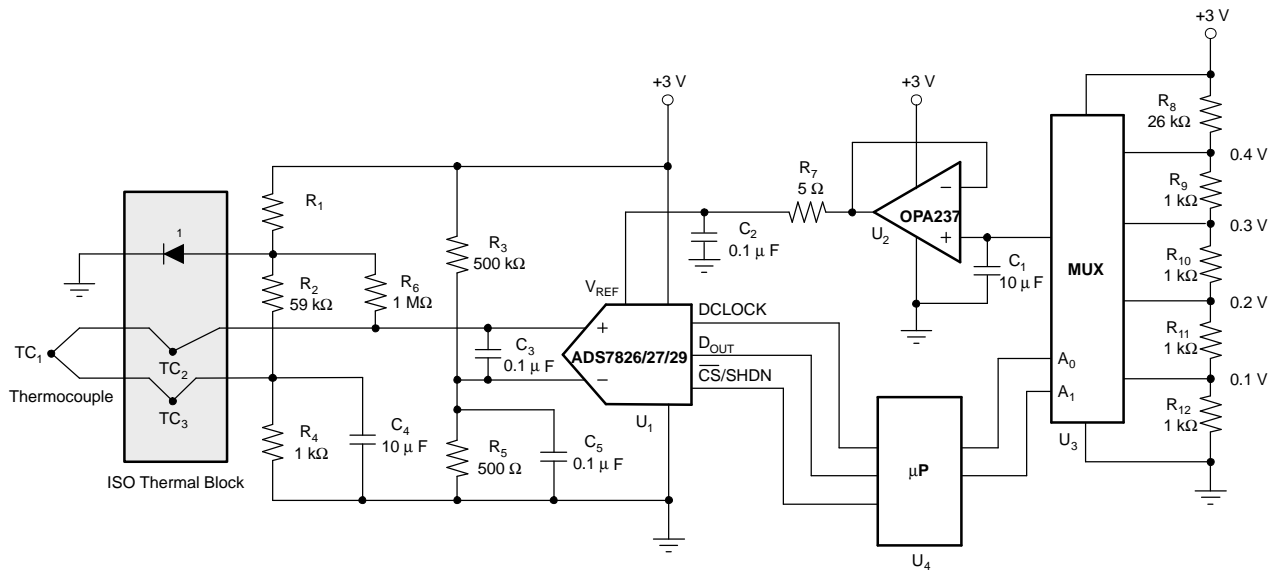 +3 V
+3 V
+3 V
R8
26 kΩ
0.4 V
R9
1 kΩ
0.3 V
R10
1 kΩ
0.2 V
R11
1 kΩ
0.1 V
R12
1 kΩ
MUX
A0
A1
U3
R7
5 Ω
OPA237
−
+
U2
C1
10 μF
C2
0.1 μF
R1
1
R2
59 kΩ
R6
1 MΩ
R3
500 kΩ
VREF
DCLOCK
DOUT
CS/SHDN
ADS7826/27/29
+
−
U1
C3
0.1 μF
TC1
Thermocouple
TC2
TC3
R4
1 kΩ
C4
10 μF
R5
500 Ω
C5
0.1 μF
ISO Thermal Block
μP
U4